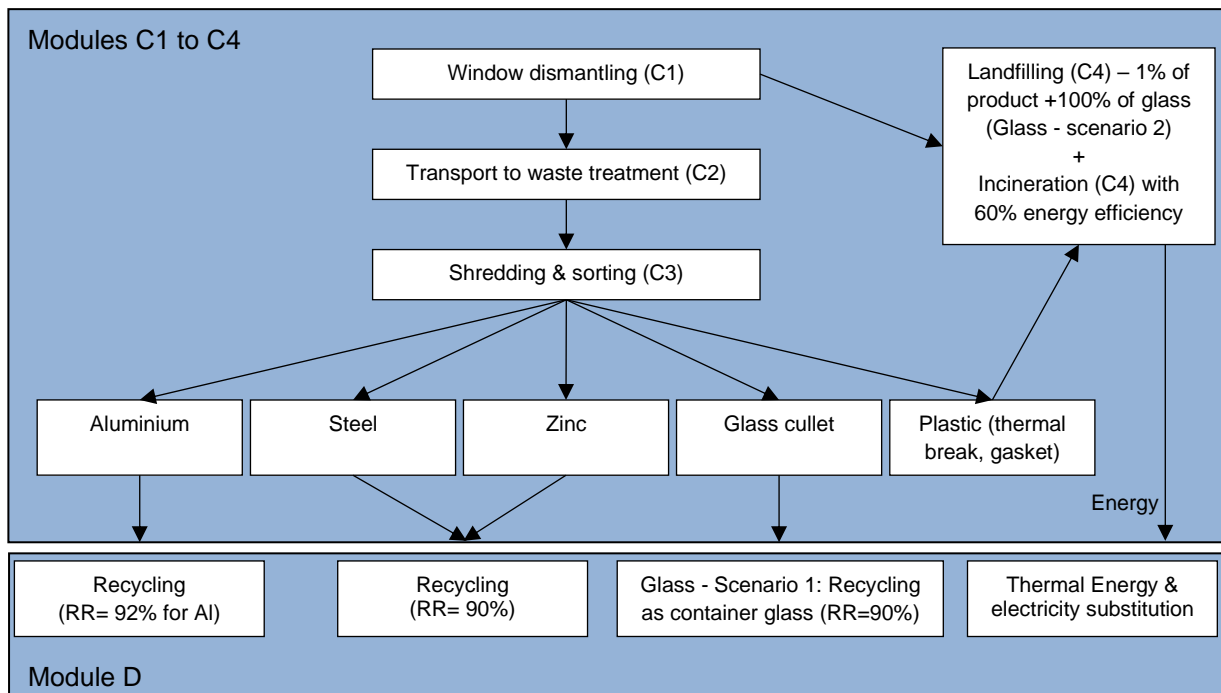 Modules C1 to C4
Window dismantling (C1)
Landfilling (C4) – 1% of
product +100% of glass
(Glass - scenario 2)
+
Incineration (C4) with
60% energy efficiency
Transport to waste treatment (C2)
Shredding & sorting (C3)
Aluminium
Steel
Zinc
Glass cullet
Plastic (thermal
break, gasket)
Energy
Recycling
(RR= 92% for Al)
Recycling
(RR= 90%)
Glass - Scenario 1: Recycling
as container glass (RR=90%)
Thermal Energy &
electricity substitution
Module D